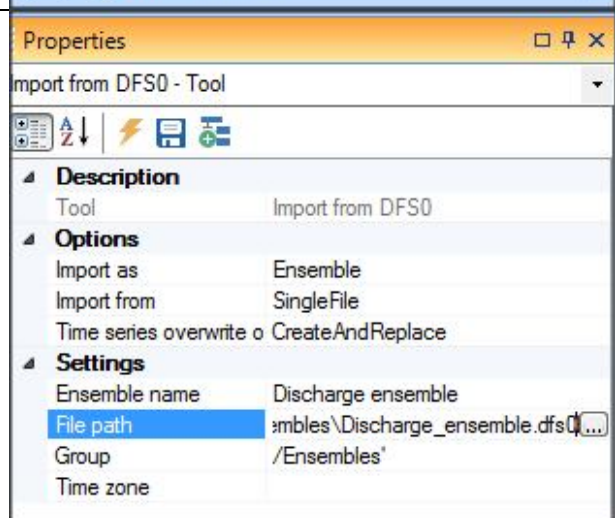 Properties
Import from DFS0 - Tool
Description
Tool Import from DFS0
Options
Import as Ensemble
Import from SingleFile
Time series overwrite o CreateAndReplace
Settings
Ensemble name Discharge ensemble
File path embles\Discharge_ensemble.dfs0 ...
Group /Ensembles'
Time zone